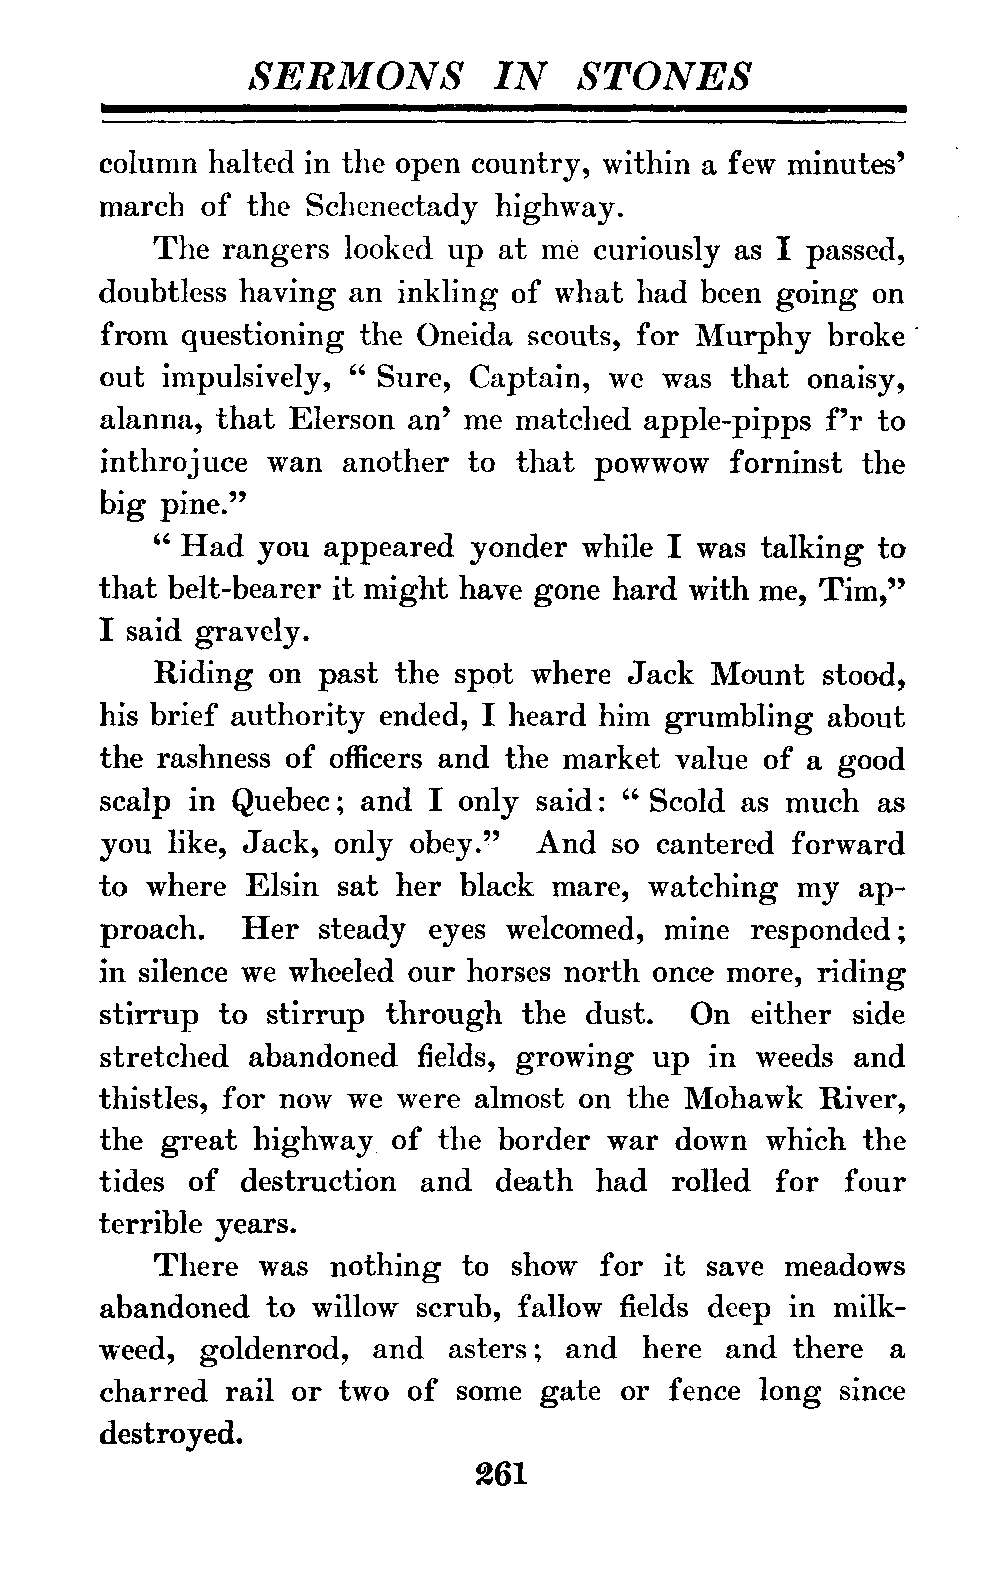 SERMONS IN STONES
column halted in the open country, within a few minutes'
march of the Schenectady highway.
The rangers looked up at me curiously as I passed,
doubtless having an inkling of what had been going on
from questioning the Oneida scouts, for Murphy broke
out impulsively, “ Sure, Captain, we was that onaisy,
alanna, that Elerson an' me matched apple-pipps f'r to
inthrojuce wan another to that powwow forninst the
big pine.”
“ Had you appeared yonder while I was talking to
that belt-bearer it might have gone hard with me, Tim,”
I said gravely.
Riding on past the spot where Jack Mount stood,
his brief authority ended, I heard him grumbling about
the rashness of officers and the market value of a good
scalp in Quebec; and I only said: “ Scold as much as
you like, Jack, only obey.” And so cantered forward
to where Elsin sat her black mare, watching my ap-
proach. Her steady eyes welcomed, mine responded;
in silence we wheeled our horses north once more, riding
stirrup to stirrup through the dust. On either side
stretched abandoned fields, growing up in weeds and
thistles, for now we were almost on the Mohawk River,
the great highway of the border war down which the
tides of destruction and death had rolled for four
terrible years.
There was nothing to show for it save meadows
abandoned to willow scrub, fallow fields deep in milk-
weed, goldenrod, and asters; and here and there a
charred rail or two of some gate or fence long since
destroyed.
261